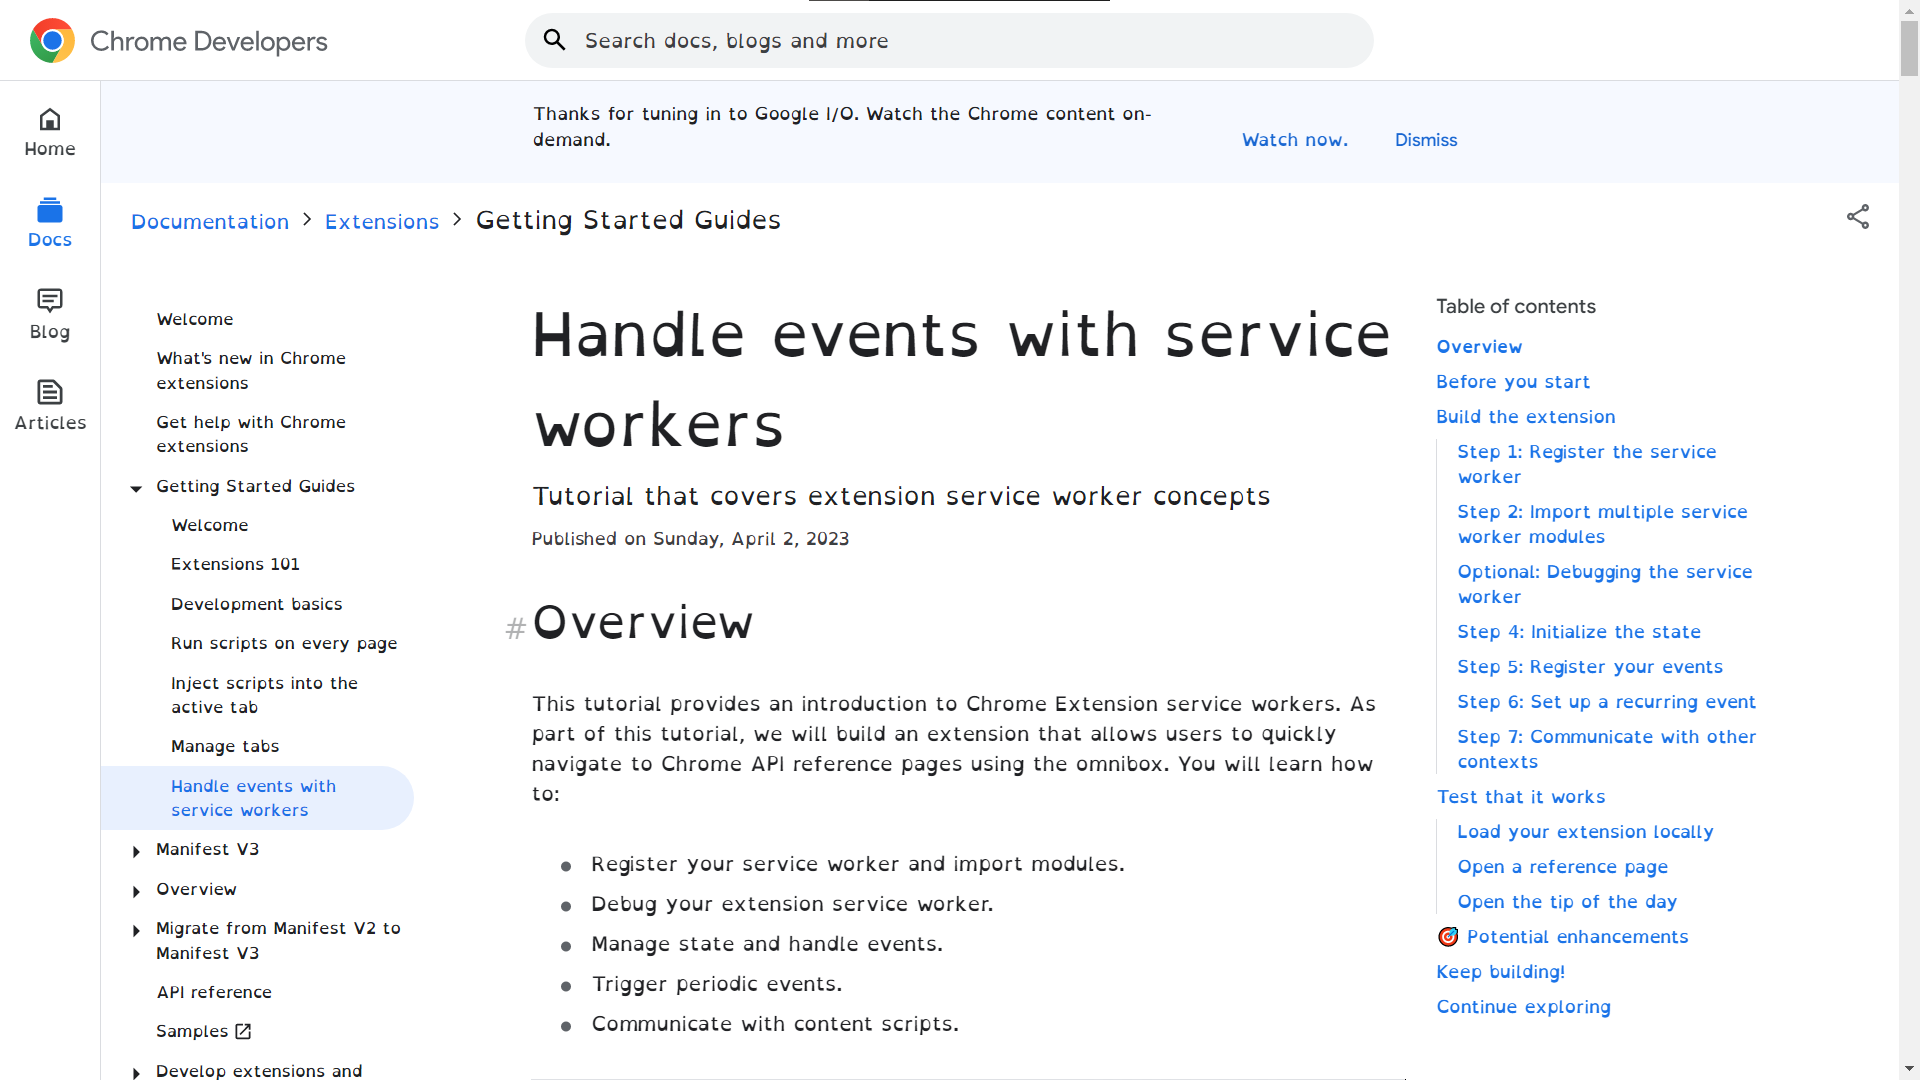 Chrome Developers
Search docs, blogs and more
Home
Docs
Blog
Articles
Thanks for tuning in to Google I/O. Watch the Chrome content on-
demand.
Watch now.
Dismiss
Documentation
Extensions
Getting Started Guides
Welcome
What's new in Chrome
extensions
Get help with Chrome
extensions
Getting Started Guides
Welcome
Extensions 101
Development basics
Run scripts on every page
Inject scripts into the
active tab
Manage tabs
Handle events with
service workers
Manifest V3
Overview
Migrate from Manifest V2 to
Manifest V3
API reference
Samples
Develop extensions and
Handle events with service
workers
Tutorial that covers extension service worker concepts
Published on Sunday, April 2, 2023
#Overview
This tutorial provides an introduction to Chrome Extension service workers. As
part of this tutorial, we will build an extension that allows users to quickly
navigate to Chrome API reference pages using the omnibox. You will learn how
to:
Register your service worker and import modules.
Debug your extension service worker.
Manage state and handle events.
Trigger periodic events.
Communicate with content scripts.
Table of contents
Overview
Before you start
Build the extension
Step 1: Register the service
worker
Step 2: Import multiple service
worker modules
Optional: Debugging the service
worker
Step 4: Initialize the state
Step 5: Register your events
Step 6: Set up a recurring event
Step 7: Communicate with other
contexts
Test that it works
Load your extension locally
Open a reference page
Open the tip of the day
🎯 Potential enhancements
Keep building!
Continue exploring